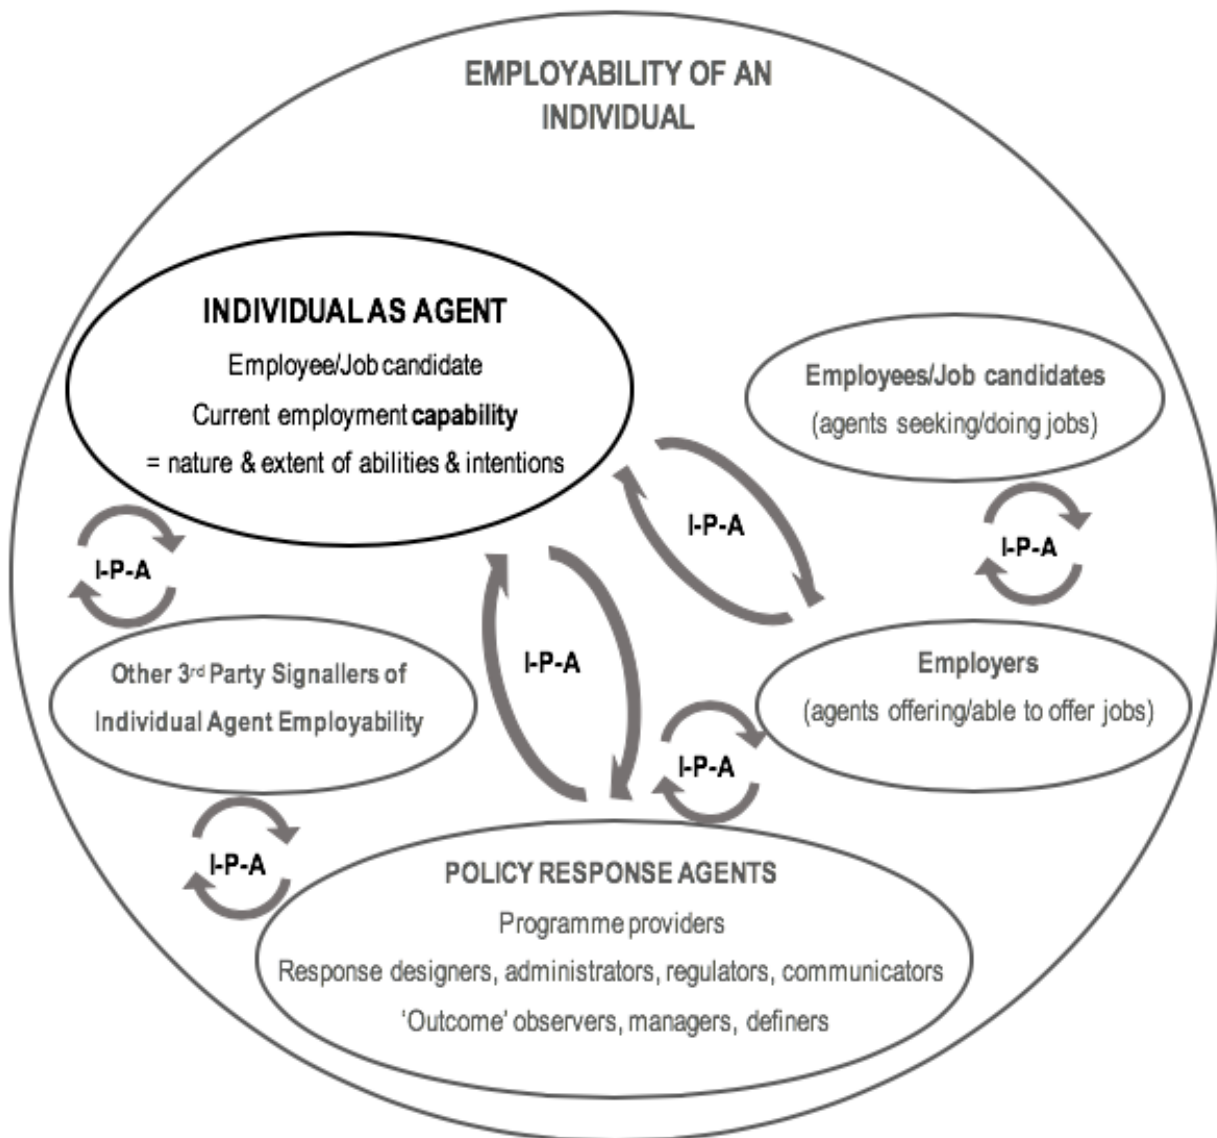 EMPLOYABILITY OF AN
INDIVIDUAL
INDIVIDUAL AS AGENT
Employee/Job candidate
Current employment capability
= nature & extent of abilities & intentions
Employees/Job candidates
(agents seeking/doing jobs)
I-P-A
I-P-A
I-P-A
I-P-A
Other 3rd Party Signallers of
Individual Agent Employability
Employers
(agents offering/able to offer jobs)
I-P-A
I-P-A
POLICY RESPONSE AGENTS
Programme providers
Response designers, administrators, regulators, communicators
‘Outcome’ observers, managers, definers